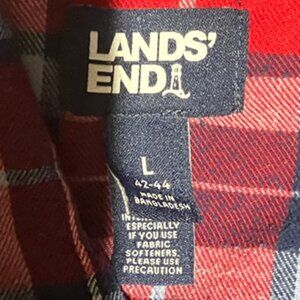 LANDS'
END
L
42-44
MADE IN
BANGLADESH
ESPECIALLY
IF YOU USE
FABRIC
SOFTENERS.
PLEASE USE
PRECAUTION